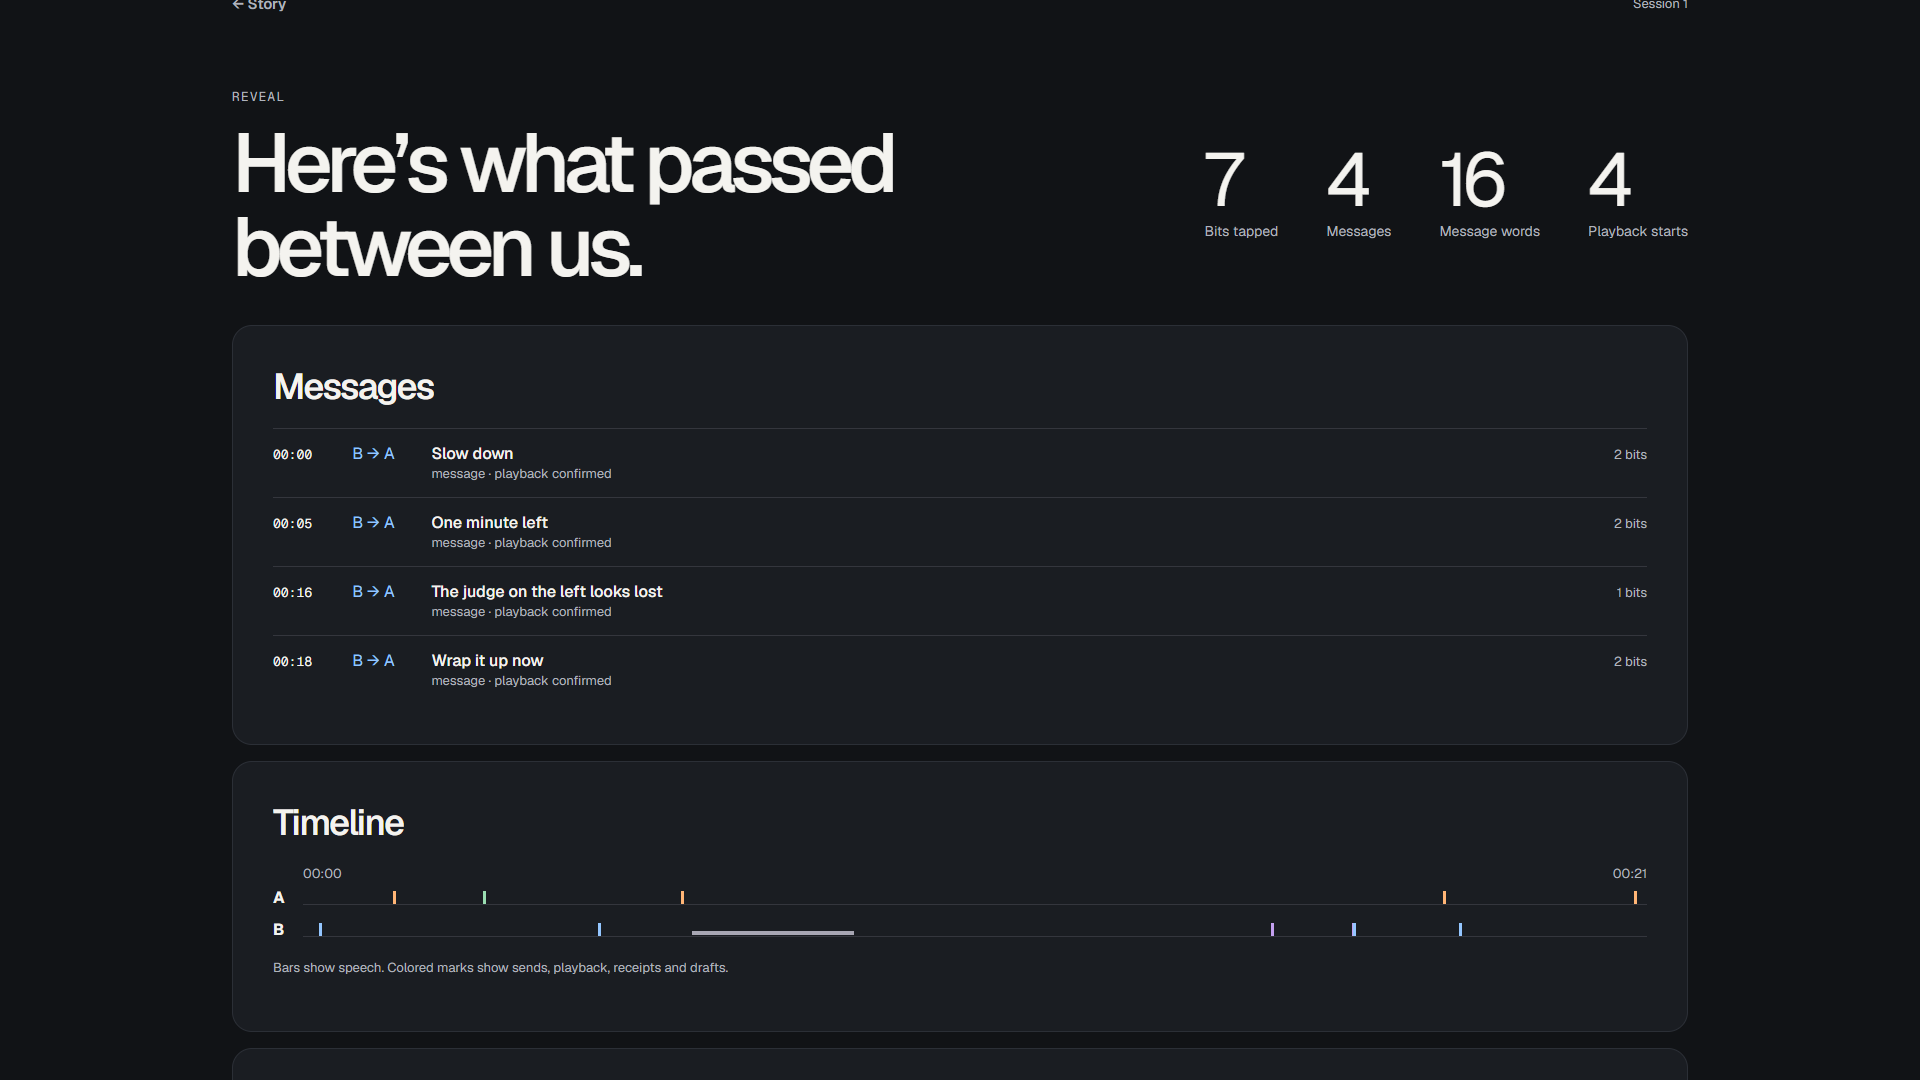 ← Story
Session 1
REVEAL
Here’s what passed
between us.
7
Bits tapped
4
Messages
16
Message words
4
Playback starts
Messages
00:00 B → A Slow down 2 bits
message · playback confirmed
00:05 B → A One minute left 2 bits
message · playback confirmed
00:16 B → A The judge on the left looks lost 1 bits
message · playback confirmed
00:18 B → A Wrap it up now 2 bits
message · playback confirmed
Timeline
00:00 00:21
A
B
Bars show speech. Colored marks show sends, playback, receipts and drafts.